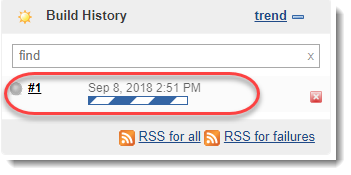 Build History
trend
find
x
#1
Sep 8, 2018 2:51 PM
RSS for all
RSS for failures